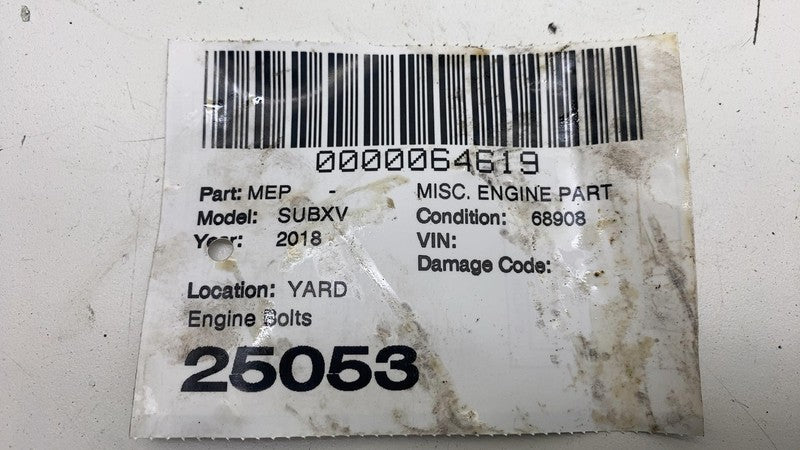 0000064619
Part: MEP - MISC. ENGINE PART
Model: SUBXV Condition: 68908
Year: 2018 VIN:
Damage Code:
Location: YARD
Engine Bolts
25053